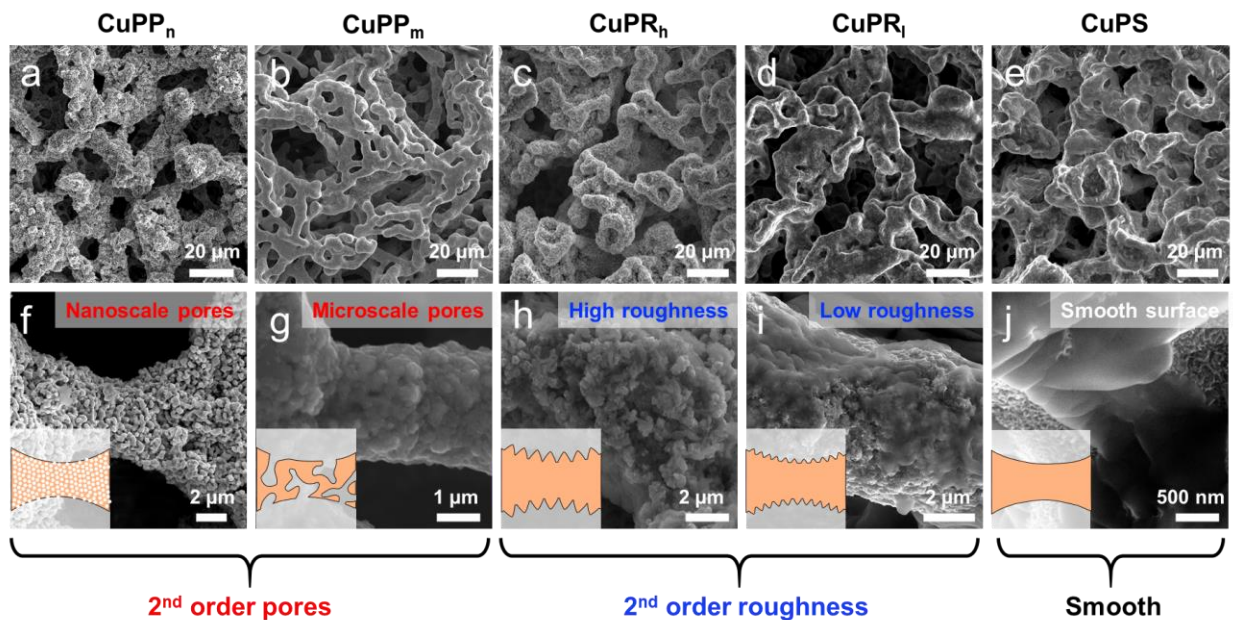 CuPPₙ
CuPPₘ
CuPRₕ
CuPRₗ
CuPS
a
20 µm
b
20 µm
c
20 µm
d
20 µm
e
20 µm
f
Nanoscale pores
2 µm
g
Microscale pores
1 µm
h
High roughness
2 µm
i
Low roughness
2 µm
j
Smooth surface
500 nm
2ⁿᵈ order pores
2ⁿᵈ order roughness
Smooth